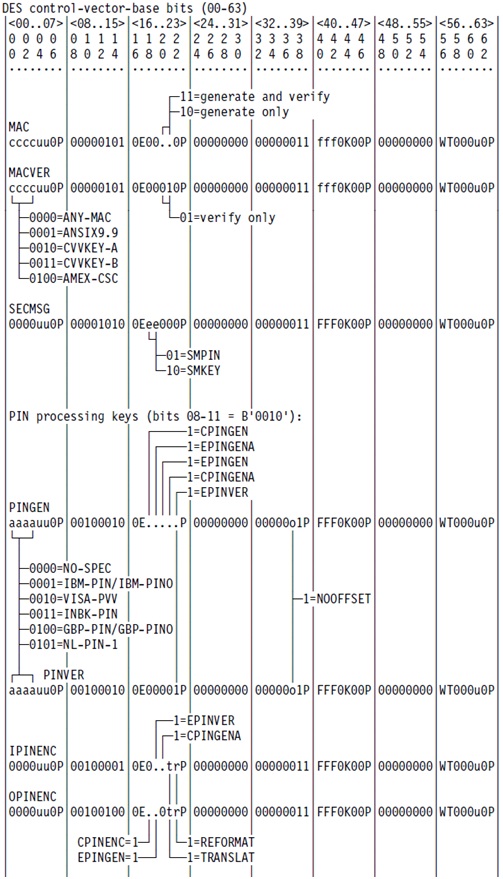 DES control-vector-base bits (00-63)
<00..07> <08..15> <16..23> <24..31> <32..39> <40..47> <48..55> <56..63>
0 0 0 0 0 1 1 1 1 1 2 2 2 2 2 3 3 3 3 3 4 4 4 4 4 5 5 5 5 5 6 6
0 2 4 6 8 0 2 4 6 8 0 2 4 6 8 0 2 4 6 8 0 2 4 6 8 0 2 4 6 8 0 2
........ ........ ........ ........ ........ ........ ........ ........
11=generate and verify
10=generate only
MAC
ccccuu0P 00000101 0E00..0P 00000000 00000011 fff0K00P 00000000 WT000u0P
MACVER
ccccuu0P 00000101 0E00010P 00000000 00000011 fff0K00P 00000000 WT000u0P
0000=ANY-MAC 01=verify only
0001=ANSIX9.9
0010=CVVKEY-A
0011=CVVKEY-B
0100=AMEX-CSC
SECMSG
0000uu0P 00001010 0Eee000P 00000000 00000011 FFF0K00P 00000000 WT000u0P
01=SMPIN
10=SMKEY
PIN processing keys (bits 08-11 = B'0010'):
1=CPINGEN
1=EPINGENA
1=EPINGEN
1=CPINGENA
1=EPINVER
PINGEN
aaaauu0P 00100010 0E.....P 00000000 00000o1P FFF0K00P 00000000 WT000u0P
0000=NO-SPEC
0001=IBM-PIN/IBM-PINO
0010=VISA-PVV 1=NOOFFSET
0011=INBK-PIN
0100=GBP-PIN/GBP-PINO
0101=NL-PIN-1
PINVER
aaaauu0P 00100010 0E00001P 00000000 00000o1P FFF0K00P 00000000 WT000u0P
1=EPINVER
1=CPINGENA
IPINENC
0000uu0P 00100001 0E0..trP 00000000 00000011 FFF0K00P 00000000 WT000u0P
OPINENC
0000uu0P 00100100 0E..0trP 00000000 00000011 FFF0K00P 00000000 WT000u0P
CPINENC=1 1=REFORMAT
EPINGEN=1 1=TRANSLAT